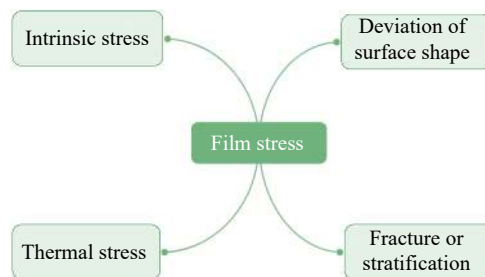 Intrinsic stress
Deviation of
surface shape
Film stress
Thermal stress
Fracture or
stratification